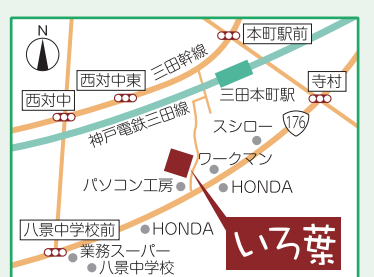 N
本町駅前
三田幹線
西対中東
寺村
西対中
三田本町駅
神戸電鉄三田線
176
スシロー
ワークマン
パソコン工房
HONDA
八景中学校前
HONDA
いろ葉
業務スーパー
八景中学校